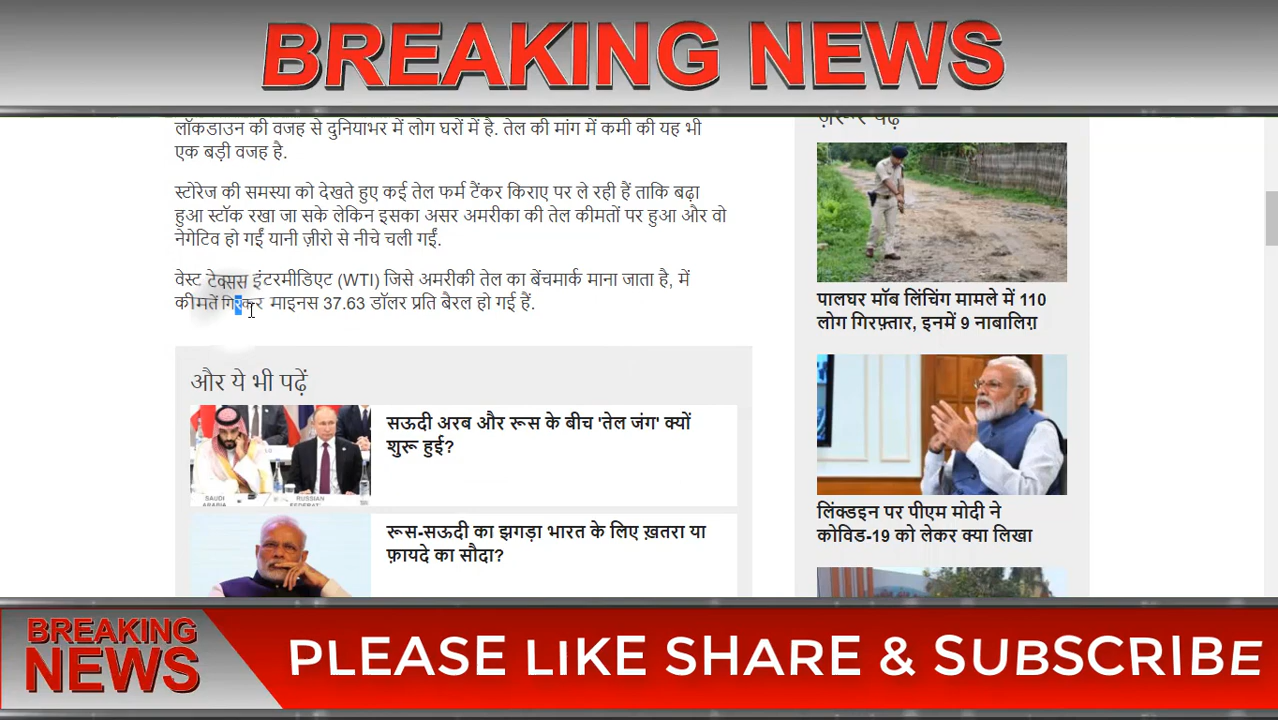 BREAKING NEWS
लॉकडाउन की वजह से दुनियाभर में लोग घरों में है. तेल की मांग में कमी की यह भी
एक बड़ी वजह है.
स्टोरेज की समस्या को देखते हुए कई तेल फर्म टैंकर किराए पर ले रही हैं ताकि बढ़ा
हुआ स्टॉक रखा जा सके लेकिन इसका असर अमरीका की तेल कीमतों पर हुआ और वो
नेगेटिव हो गईं यानी ज़ीरो से नीचे चली गईं.
वेस्ट टेक्सस इंटरमीडिएट (WTI) जिसे अमरीकी तेल का बेंचमार्क माना जाता है, में
कीमतें गिरकर माइनस 37.63 डॉलर प्रति बैरल हो गई हैं.
और ये भी पढ़ें
सऊदी अरब और रूस के बीच 'तेल जंग' क्यों
शुरू हुई?
SAUDI
ARABIA
RUSSIAN
रूस-सऊदी का झगड़ा भारत के लिए ख़तरा या
फ़ायदे का सौदा?
पालघर मॉब लिंचिंग मामले में 110
लोग गिरफ़्तार, इनमें 9 नाबालिग़
लिंक्डइन पर पीएम मोदी ने
कोविड-19 को लेकर क्या लिखा
BREAKING
NEWS
PLEASE LIKE SHARE & SUBSCRIBE